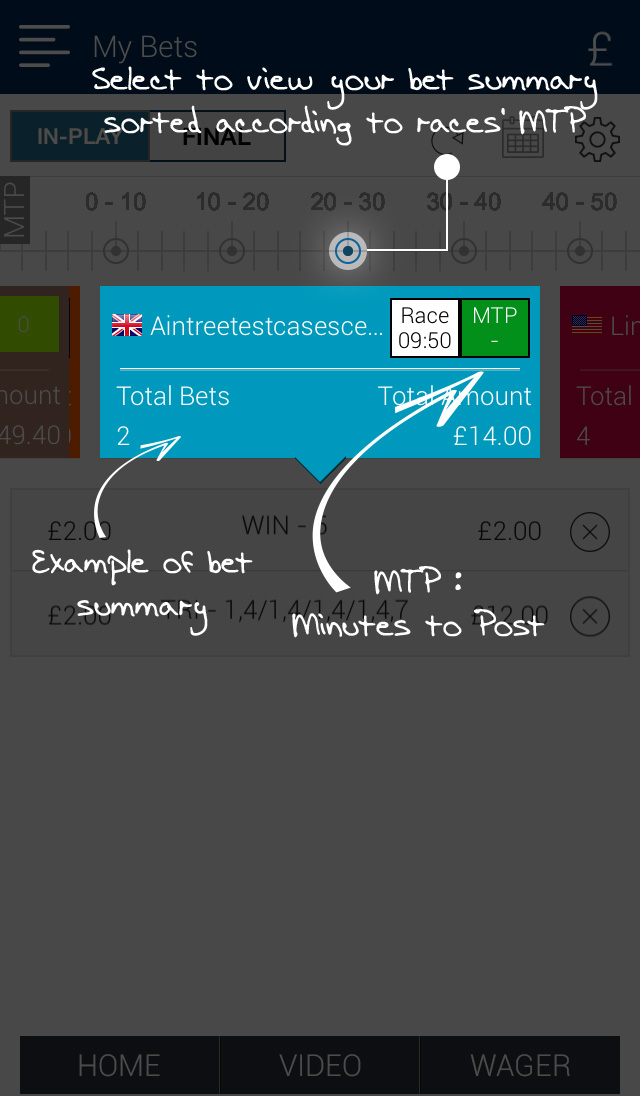 My Bets
£
Select to view your bet summary
sorted according to races' MTP
IN-PLAY FINAL
MTP
0 - 10 10 - 20 20 - 30 30 - 40 40 - 50
0
Aintreetestcasesce...
Race
09:50
MTP
-
Lin
mount :
49.40
Total Bets
Total Amount
2
£14.00
Total
4
£2.00 WIN - 5 £2.00
Example of bet
summary
MTP :
Minutes to Post
£2.00 TRI - 1,4/1,4/1,4/1,4,7 £12.00
HOME VIDEO WAGER